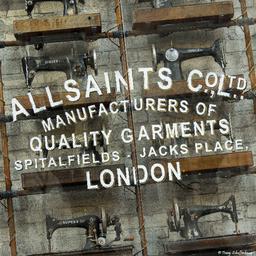 ALLSAINTS CO., LTD.
MANUFACTURERS OF
QUALITY GARMENTS
SPITALFIELDS - JACKS PLACE,
LONDON